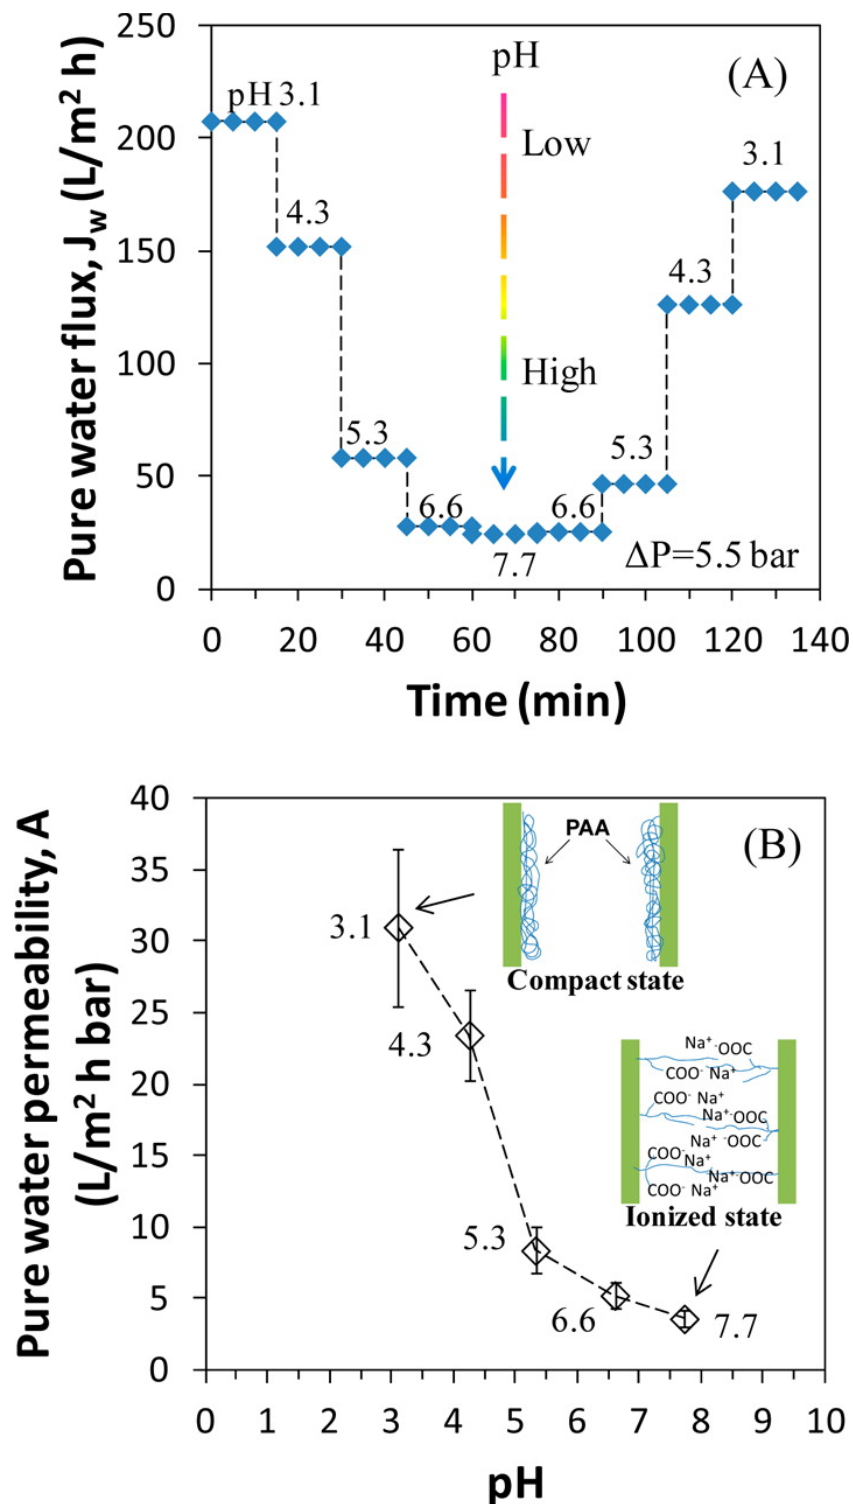 (A)
Pure water flux, J_w (L/m² h)
250
200
150
100
50
0
pH 3.1
4.3
5.3
6.6
7.7
6.6
5.3
4.3
3.1
pH
Low
High
ΔP=5.5 bar
0 20 40 60 80 100 120 140
Time (min)
(B)
Pure water permeability, A
(L/m² h bar)
40
35
30
25
20
15
10
5
0
3.1
4.3
5.3
6.6
7.7
PAA
Compact state
Na⁺ ⁻OOC
COO⁻ Na⁺
COO⁻ Na⁺
Na⁺⁻OOC
Na⁺ ⁻OOC
COO⁻ Na⁺
Na⁺⁻OOC
COO⁻ Na⁺
Ionized state
0 1 2 3 4 5 6 7 8 9 10
pH